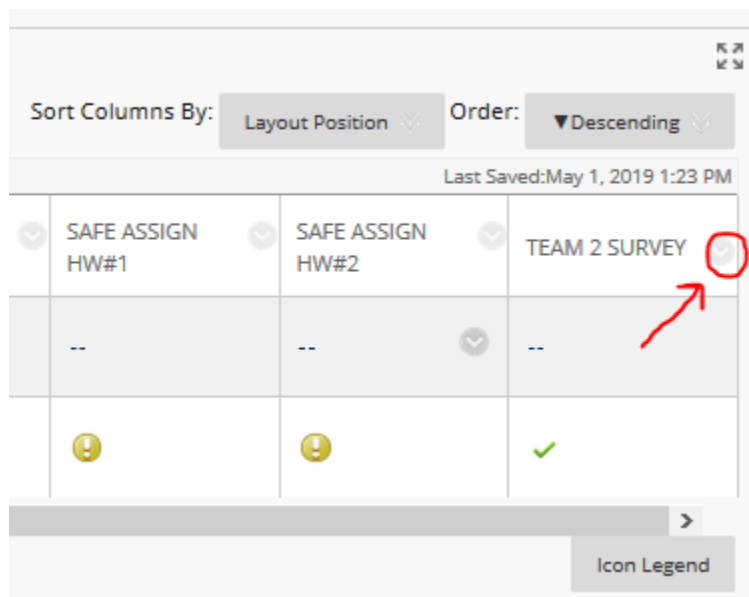 Sort Columns By: Layout Position Order: ▼Descending
Last Saved:May 1, 2019 1:23 PM
SAFE ASSIGN
HW#1
SAFE ASSIGN
HW#2
TEAM 2 SURVEY
-- -- --
Icon Legend